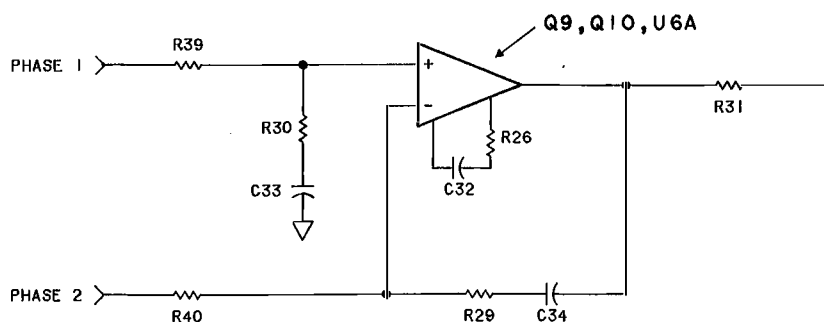 Q9, Q10, U6A
R39
PHASE 1
+
-
R31
R30
R26
C32
C33
PHASE 2
R40
R29
C34